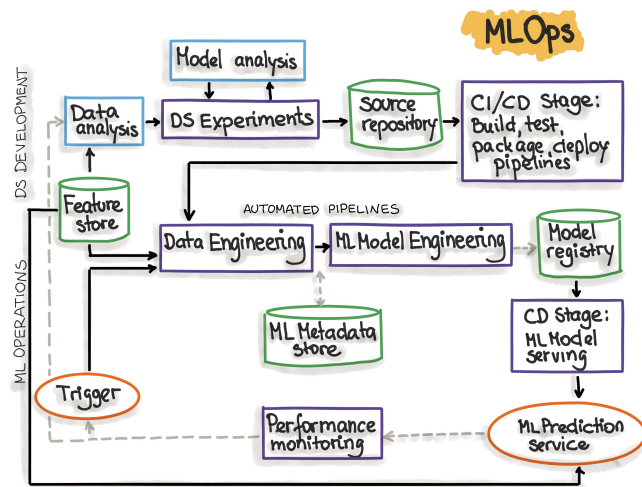 MLOps
Model analysis
DS DEVELOPMENT
Data
analysis
DS Experiments
source
repository
CI/CD Stage:
Build, test,
package, deploy
pipelines
Feature
store
AUTOMATED PIPELINES
Data Engineering
ML Model Engineering
Model
registry
ML OPERATIONS
ML Metadata
store
CD Stage:
ML Model
serving
Trigger
Performance
monitoring
ML Prediction
service